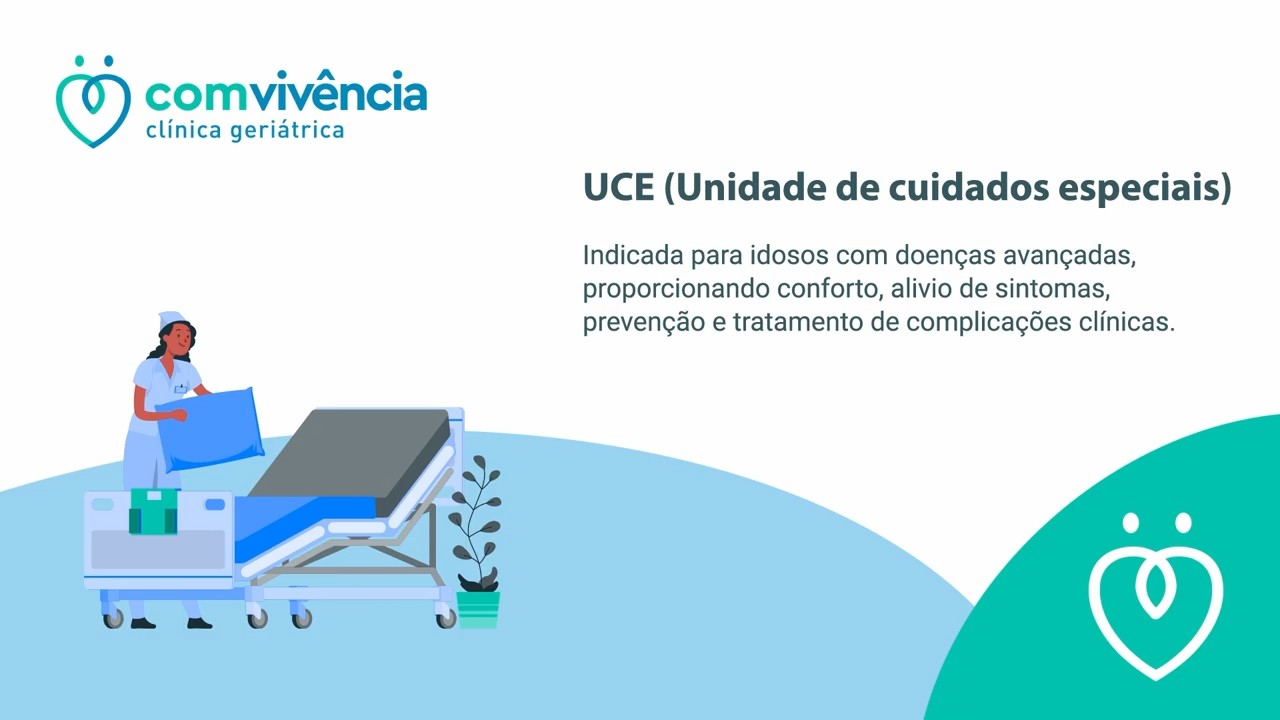 comvivência
clínica geriátrica
UCE (Unidade de cuidados especiais)
Indicada para idosos com doenças avançadas,
proporcionando conforto, alivio de sintomas,
prevenção e tratamento de complicações clínicas.